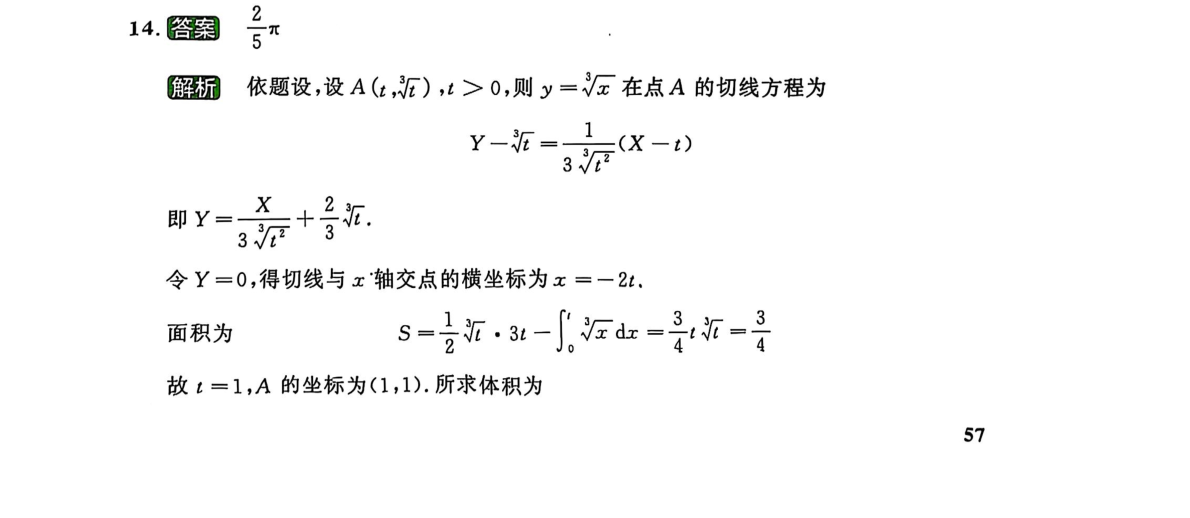 14. 答案 2/5 π
解析 依题设,设 A(t,∛t),t > 0,则 y = ∛x 在点 A 的切线方程为
Y − ∛t = 1/(3∛t²) (X − t)
即 Y = X/(3∛t²) + 2/3 ∛t.
令 Y = 0,得切线与 x 轴交点的横坐标为 x = − 2t.
面积为 S = 1/2 ∛t · 3t − ∫₀ᵗ ∛x dx = 3/4 t ∛t = 3/4
故 t = 1,A 的坐标为(1,1). 所求体积为
57